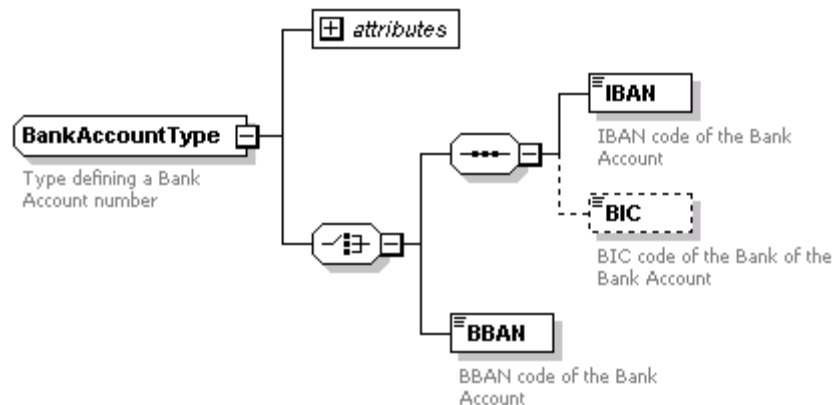 attributes
BankAccountType
Type defining a Bank
Account number
IBAN
IBAN code of the Bank
Account
BIC
BIC code of the Bank of the
Bank Account
BBAN
BBAN code of the Bank
Account